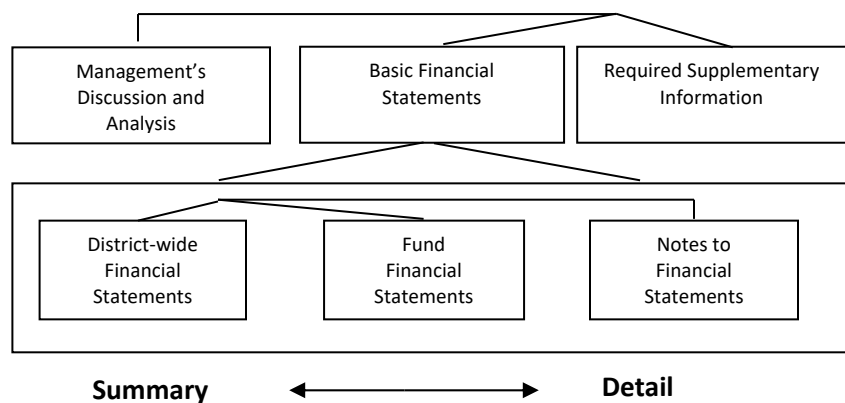 Management’s
Discussion and
Analysis
Basic Financial
Statements
Required Supplementary
Information
District-wide
Financial
Statements
Fund
Financial
Statements
Notes to
Financial
Statements
Summary
Detail